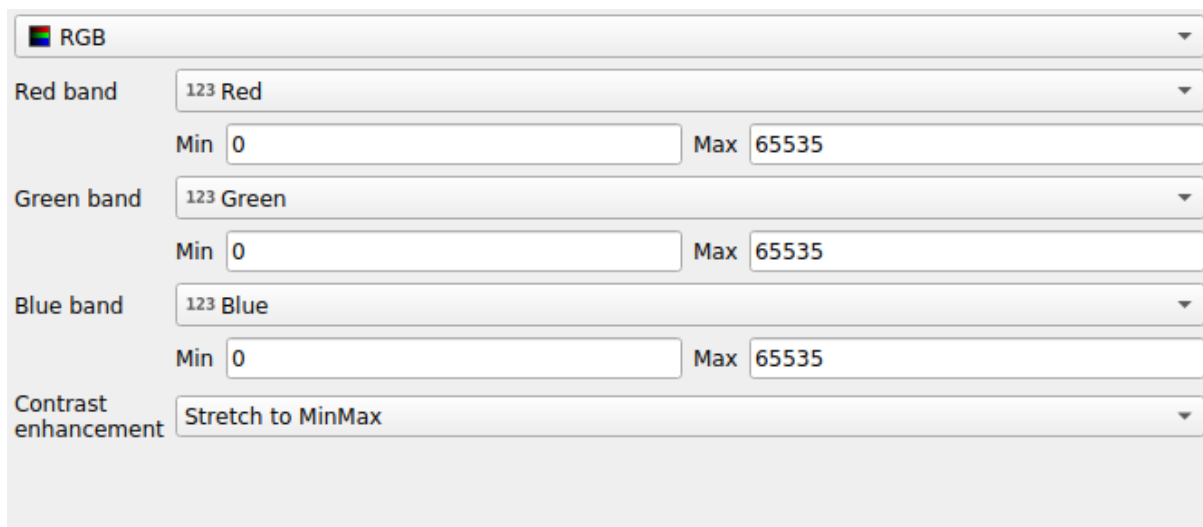 RGB
Red band 123 Red
Min 0 Max 65535
Green band 123 Green
Min 0 Max 65535
Blue band 123 Blue
Min 0 Max 65535
Contrast
enhancement Stretch to MinMax